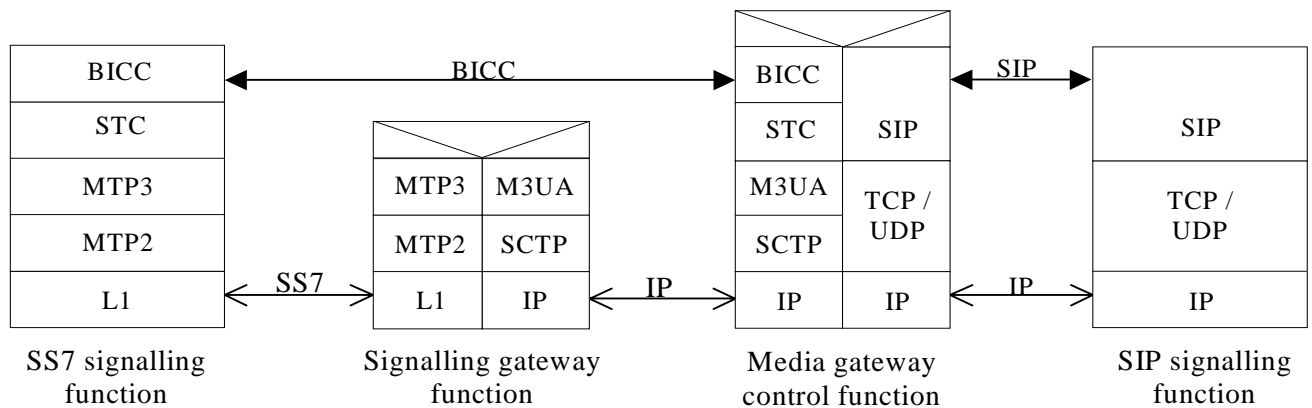 BICC
STC
MTP3
MTP2
L1
SS7 signalling
function
BICC
SS7
MTP3
MTP2
L1
M3UA
SCTP
IP
Signalling gateway
function
IP
BICC
STC
M3UA
SCTP
IP
SIP
TCP /
UDP
IP
Media gateway
control function
SIP
IP
SIP
TCP /
UDP
IP
SIP signalling
function